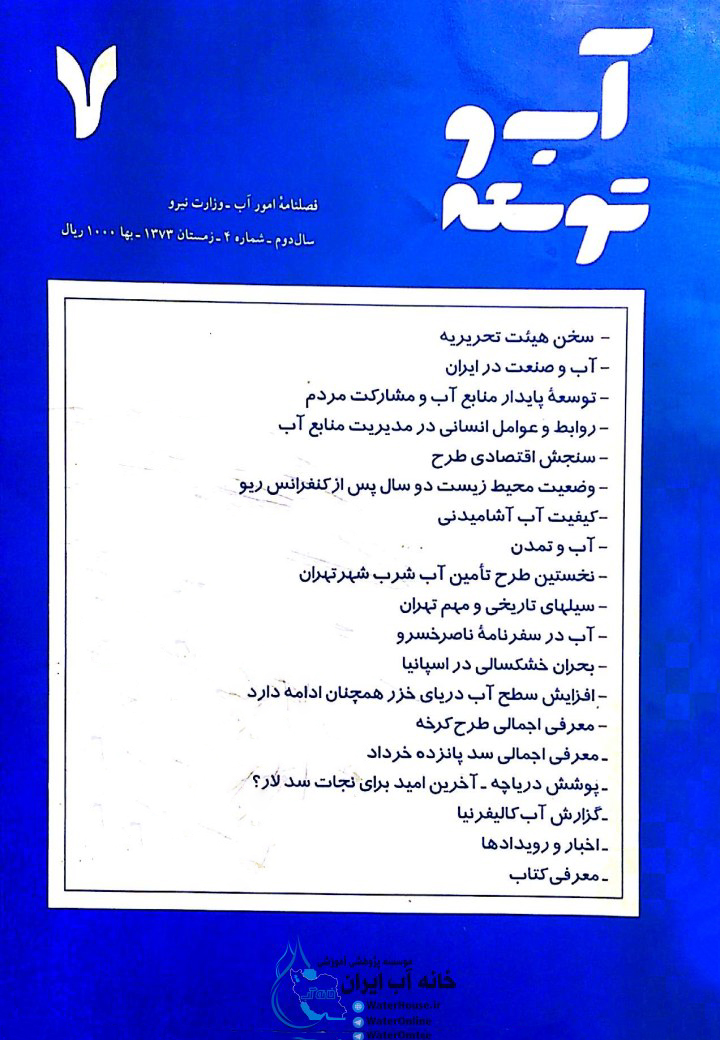 ۷
آب و
توسعه
فصلنامهٔ امور آب ـ وزارت نیرو
سال دوم ـ شماره ۴ ـ زمستان ۱۳۷۳ ـ بها ۱۰۰۰ ریال
- سخن هیئت تحریریه
- آب و صنعت در ایران
- توسعهٔ پایدار منابع آب و مشارکت مردم
- روابط و عوامل انسانی در مدیریت منابع آب
- سنجش اقتصادی طرح
- وضعیت محیط زیست دو سال پس از کنفرانس ریو
- کیفیت آب آشامیدنی
- آب و تمدن
- نخستین طرح تأمین آب شرب شهر تهران
- سیلهای تاریخی و مهم تهران
- آب در سفرنامهٔ ناصرخسرو
- بحران خشکسالی در اسپانیا
- افزایش سطح آب دریای خزر همچنان ادامه دارد
- معرفی اجمالی طرح کرخه
ـ معرفی اجمالی سد پانزده خرداد
ـ پوشش دریاچه ـ آخرین امید برای نجات سد لار؟
ـ گزارش آب کالیفرنیا
ـ اخبار و رویدادها
ـ معرفی کتاب
موسسه پژوهشی آموزشی
خانه آب ایران
WaterHouse.ir
WaterOnline
WaterOnline